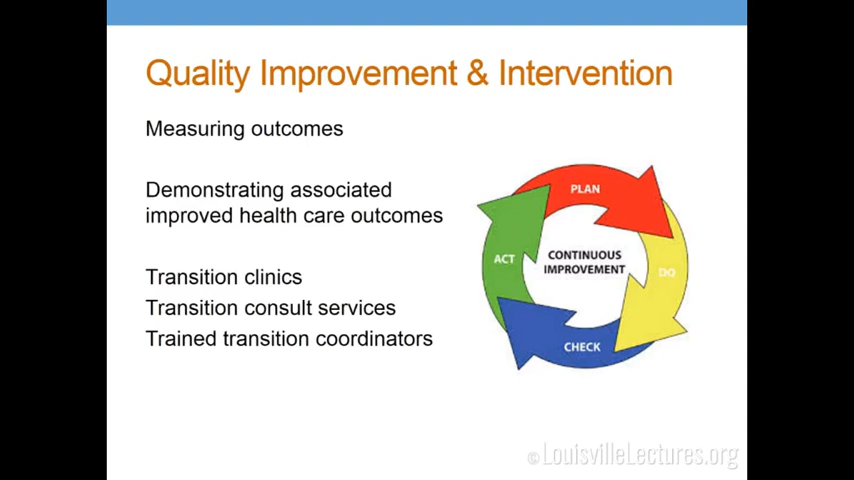 Quality Improvement & Intervention
Measuring outcomes
Demonstrating associated
improved health care outcomes
Transition clinics
Transition consult services
Trained transition coordinators
PLAN
DO
CHECK
ACT
CONTINUOUS
IMPROVEMENT
©LouisvilleLectures.org